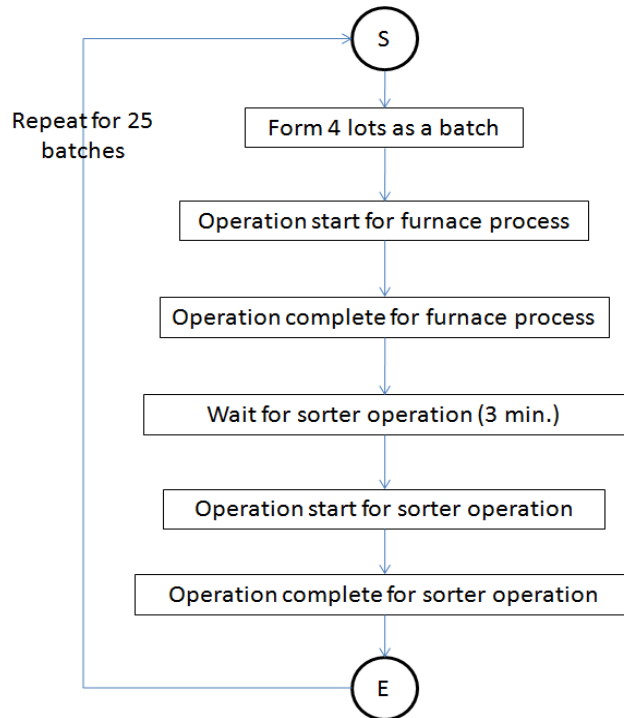 S
Repeat for 25
batches
Form 4 lots as a batch
Operation start for furnace process
Operation complete for furnace process
Wait for sorter operation (3 min.)
Operation start for sorter operation
Operation complete for sorter operation
E